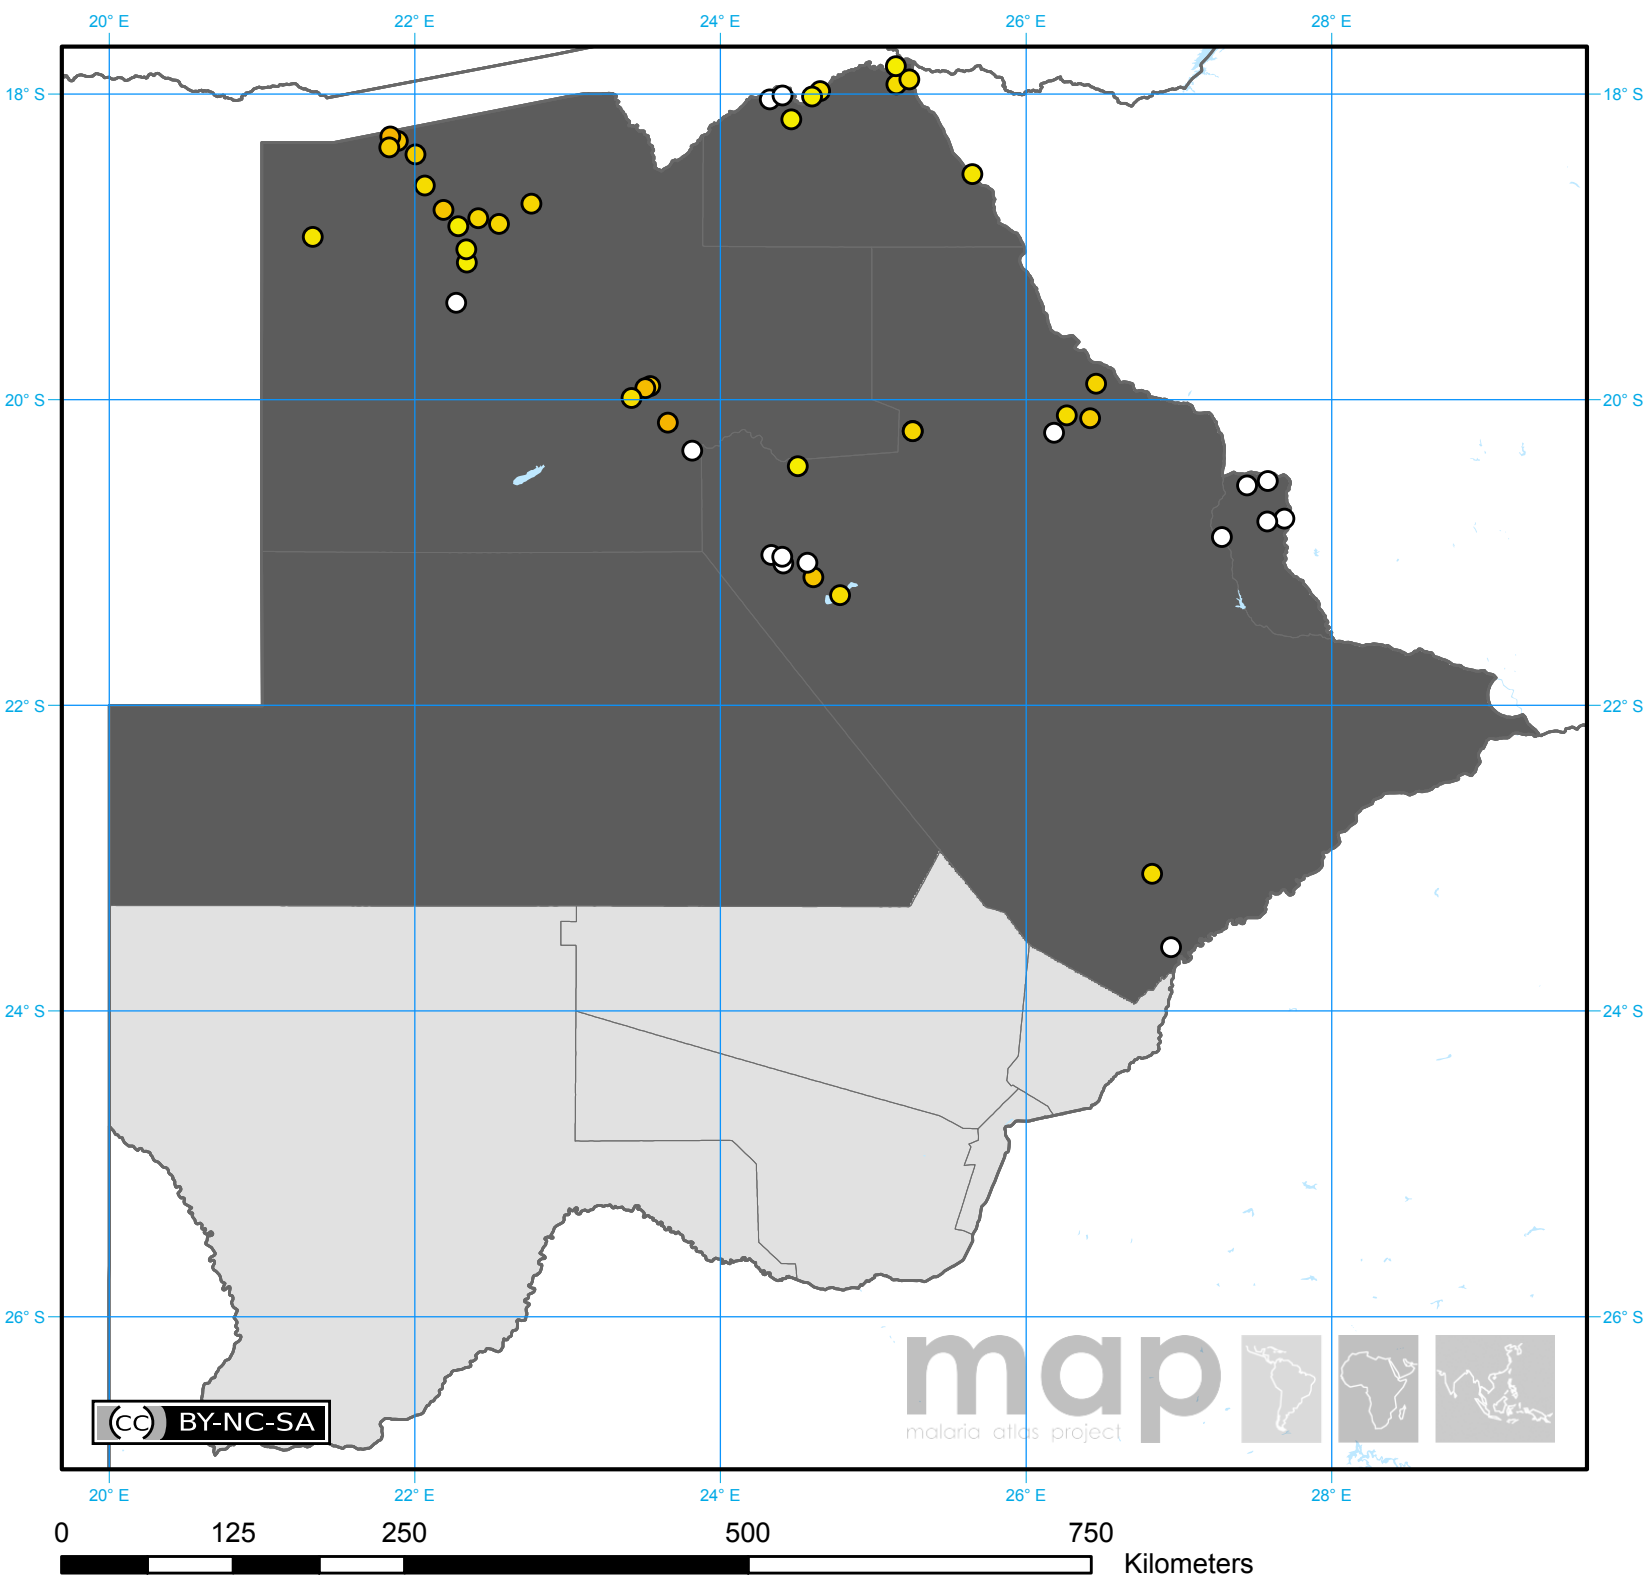 20° E 22° E 24° E 26° E 28° E
18° S 18° S
20° S 20° S
22° S 22° S
24° S 24° S
26° S 26° S
map
malaria atlas project
cc BY-NC-SA
20° E 22° E 24° E 26° E 28° E
0 125 250 500 750
Kilometers